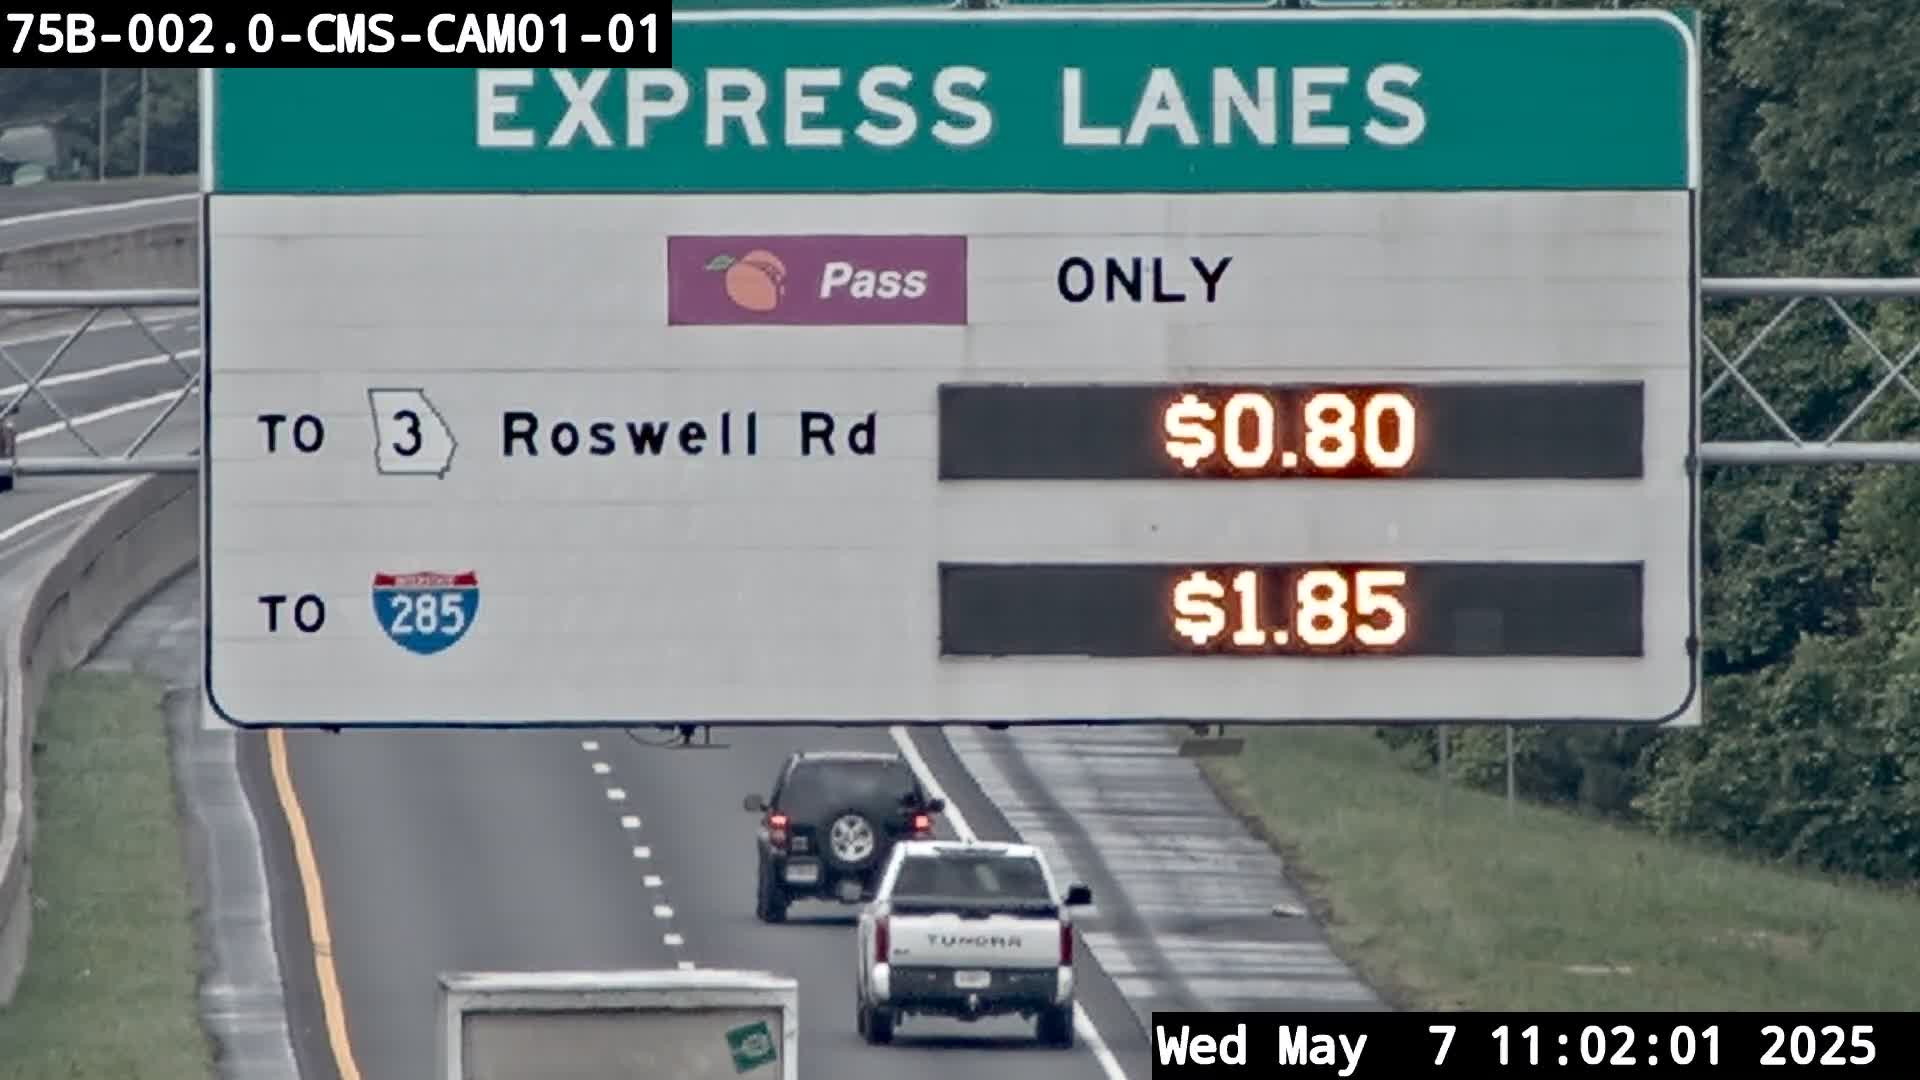 75B-002.0-CMS-CAM01-01
EXPRESS LANES
Pass ONLY
TO 3 Roswell Rd $0.80
TO 285 $1.85
TUNDRA
Wed May 7 11:02:01 2025